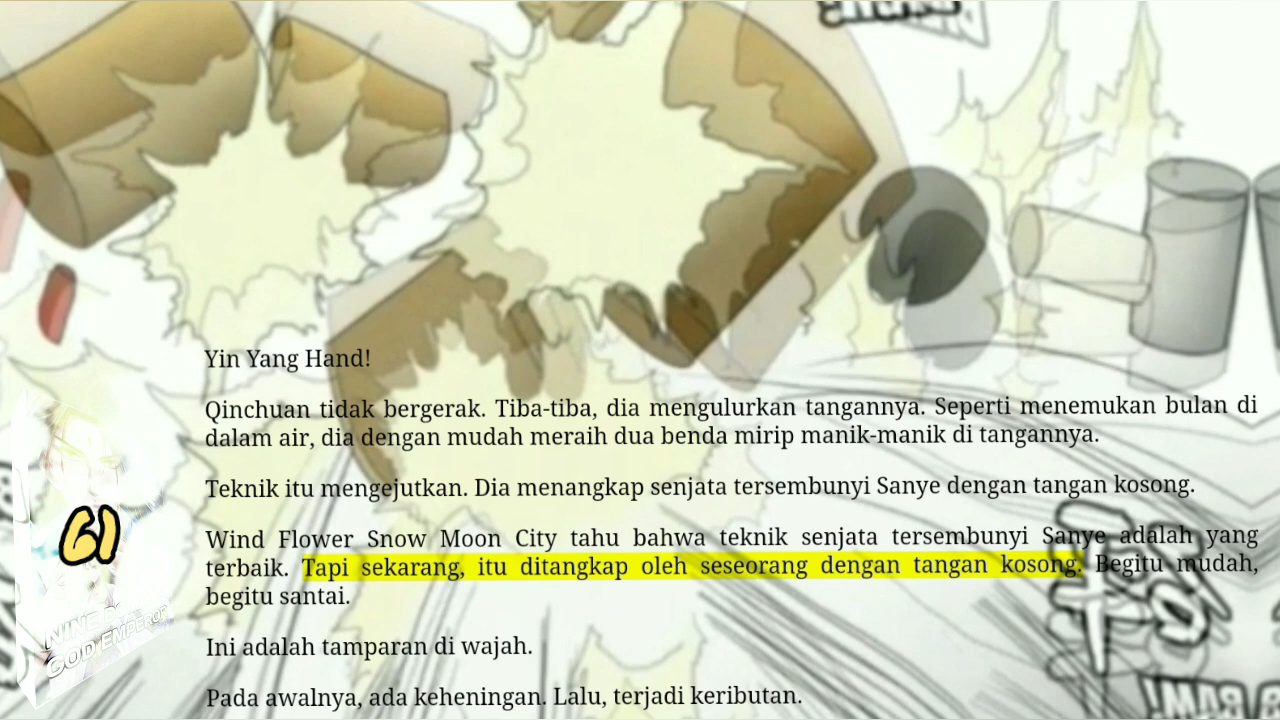 Yin Yang Hand!
Qinchuan tidak bergerak. Tiba-tiba, dia mengulurkan tangannya. Seperti menemukan bulan di
dalam air, dia dengan mudah meraih dua benda mirip manik-manik di tangannya.
Teknik itu mengejutkan. Dia menangkap senjata tersembunyi Sanye dengan tangan kosong.
Wind Flower Snow Moon City tahu bahwa teknik senjata tersembunyi Sanye adalah yang
terbaik. Tapi sekarang, itu ditangkap oleh seseorang dengan tangan kosong. Begitu mudah,
begitu santai.
61
NINE
GOD EMPEROR
Ini adalah tamparan di wajah.
Pada awalnya, ada keheningan. Lalu, terjadi keributan.
BAM!